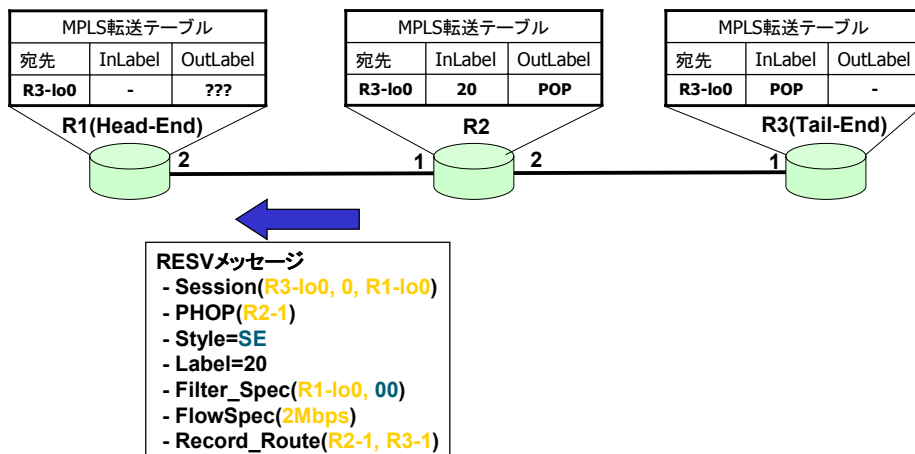 MPLS転送テーブル
宛先 InLabel OutLabel
R3-lo0 - ???
MPLS転送テーブル
宛先 InLabel OutLabel
R3-lo0 20 POP
MPLS転送テーブル
宛先 InLabel OutLabel
R3-lo0 POP -
R1(Head-End)
R2
R3(Tail-End)
2
1
2
1
RESVメッセージ
- Session(R3-lo0, 0, R1-lo0)
- PHOP(R2-1)
- Style=SE
- Label=20
- Filter_Spec(R1-lo0, 00)
- FlowSpec(2Mbps)
- Record_Route(R2-1, R3-1)